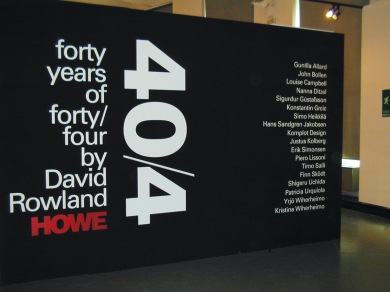 forty
years
of
forty/
four
by
David
Rowland
HOWE
40/4
Gunilla Allard
John Bollen
Louise Campbell
Nanna Ditzel
Sigurdur Gústafsson
Konstantin Grcic
Simo Heikkilä
Hans Sandgren Jakobsen
Komplot Design
Justus Kolberg
Erik Simonsen
Piero Lissoni
Timo Salli
Finn Sködt
Shigeru Uchida
Patricia Urquiola
Yrjö Wiherheimo
Kristina Wiherheimo